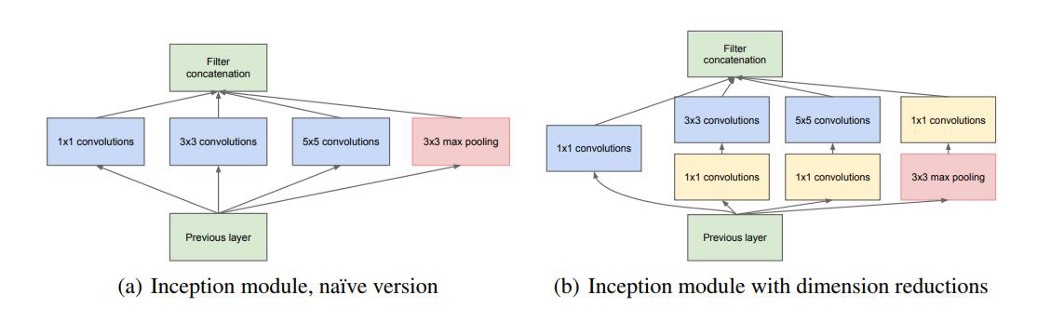 Filter
concatenation
1x1 convolutions
3x3 convolutions
5x5 convolutions
3x3 max pooling
Previous layer
(a) Inception module, naïve version
Filter
concatenation
3x3 convolutions
5x5 convolutions
1x1 convolutions
1x1 convolutions
1x1 convolutions
1x1 convolutions
3x3 max pooling
Previous layer
(b) Inception module with dimension reductions